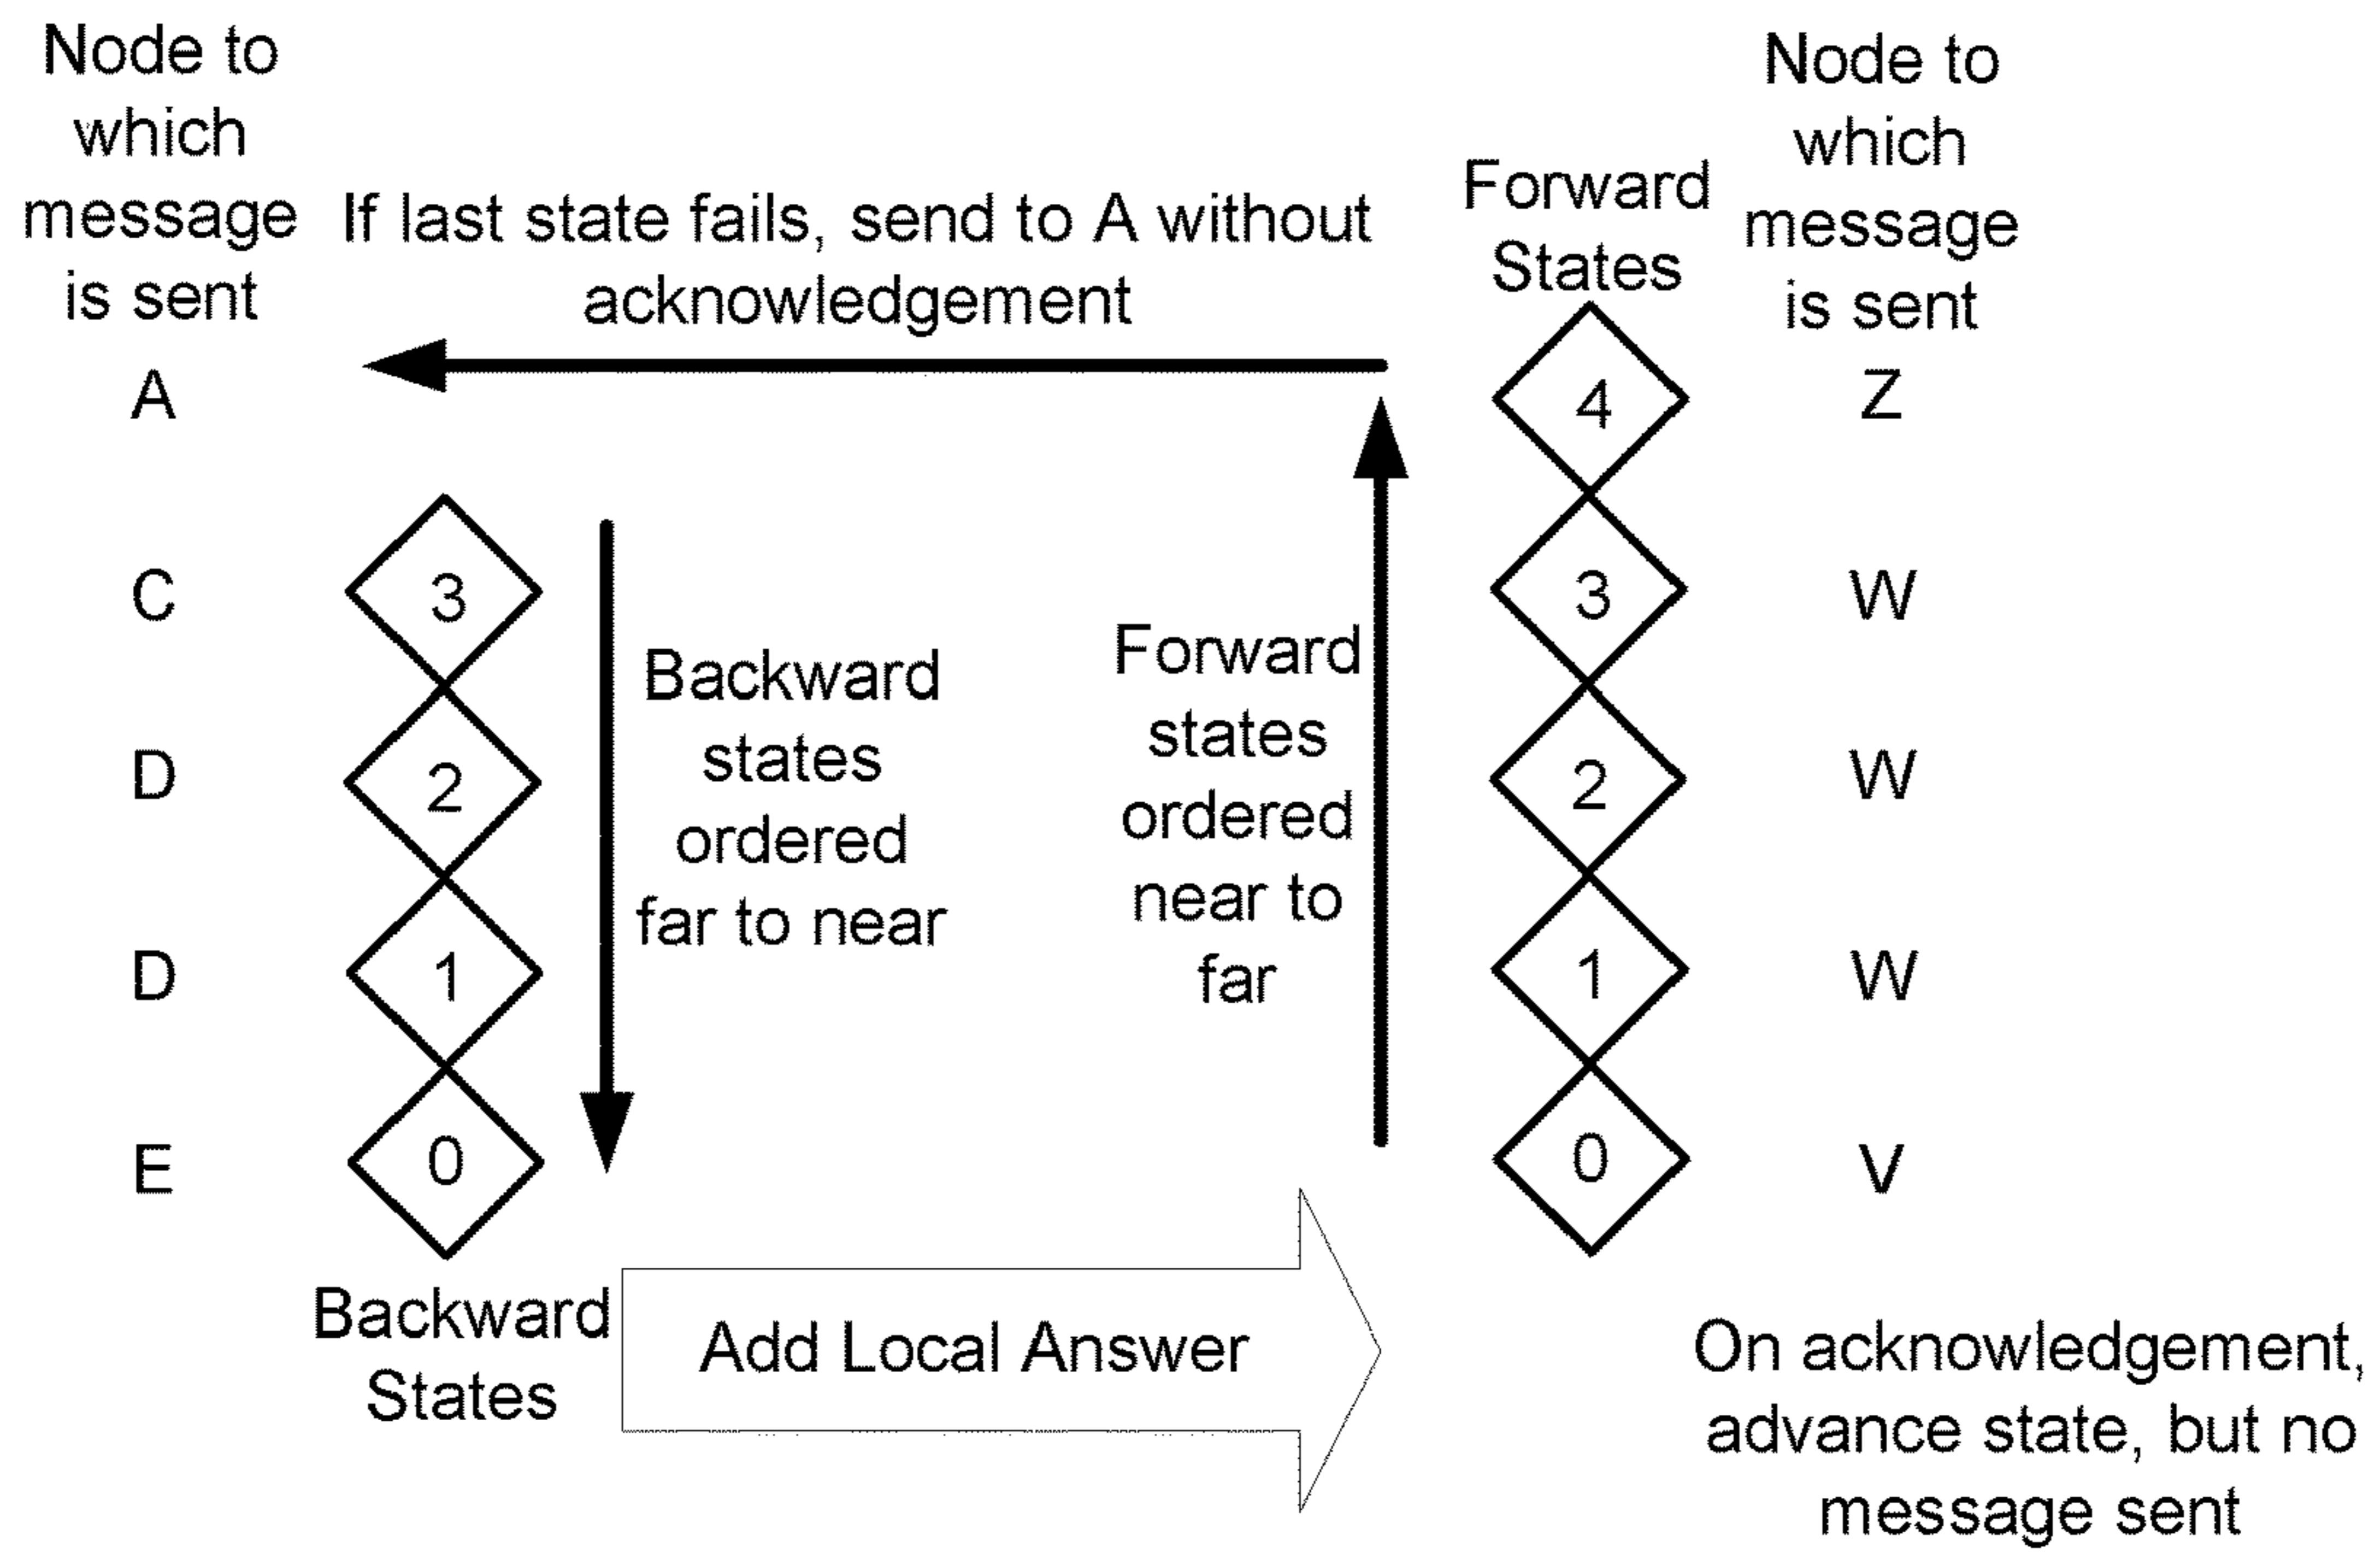 Node to
which
message
is sent
If last state fails, send to A without
acknowledgement
Forward
States
Node to
which
message
is sent
A
4
Z
C
3
3
W
D
2
2
W
D
1
1
W
E
0
0
V
Backward
states
ordered
far to near
Forward
states
ordered
near to
far
Backward
States
Add Local Answer
On acknowledgement,
advance state, but no
message sent